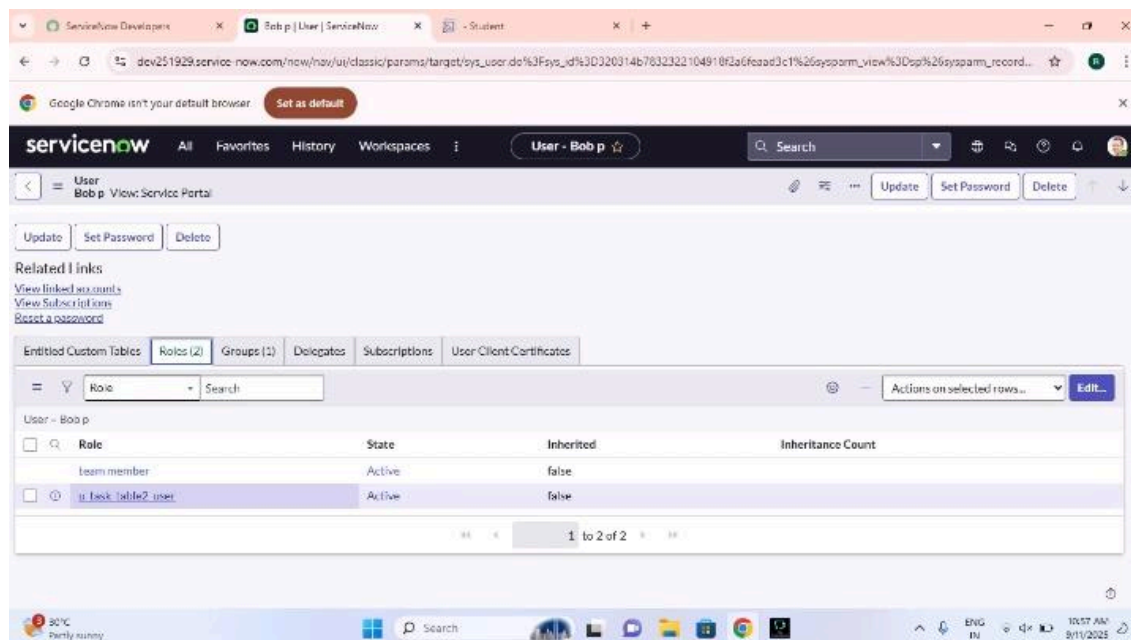 ServiceNow Developers
Bob p | User | ServiceNow
- Student
dev251929.service-now.com/now/nav/ui/classic/params/target/sys_user.do%3Fsys_id%3D320314b7832322104918f2a6feaad3c1%26sysparm_view%3Dsp%26sysparm_record...
Google Chrome isn't your default browser Set as default
servicenow All Favorites History Workspaces User - Bob p Search
User
Bob p View: Service Portal
Update Set Password Delete
Update Set Password Delete
Related Links
View linked accounts
View Subscriptions
Reset a password
Entitled Custom Tables Roles (2) Groups (1) Delegates Subscriptions User Client Certificates
Role Search Actions on selected rows... Edit...
User - Bob p
Role State Inherited Inheritance Count
team member Active false
u_task_table2_user Active false
1 to 2 of 2
30°C
Partly sunny
Search
ENG
IN
10:57 AM
9/11/2025